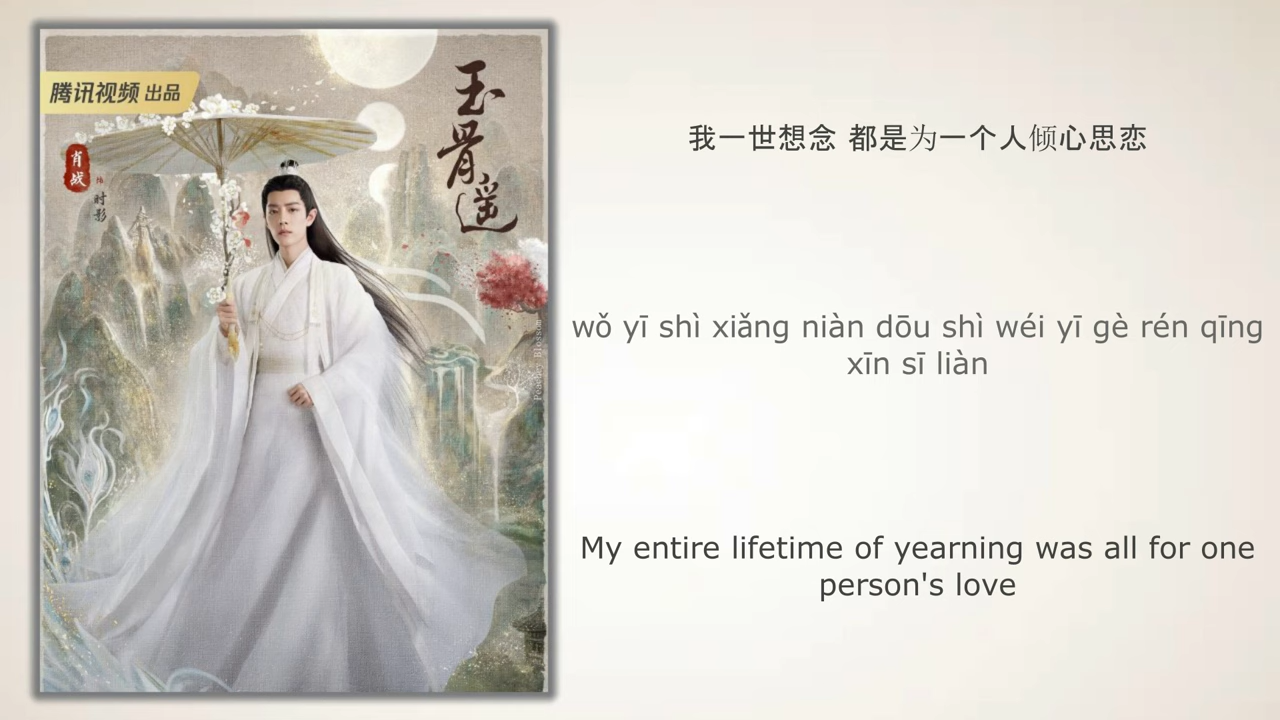 腾讯视频 出品
玉骨遥
肖战
饰
时影
Peach Blossom
我一世想念 都是为一个人倾心思恋
wǒ yī shì xiǎng niàn dōu shì wéi yī gè rén qīng
xīn sī liàn
My entire lifetime of yearning was all for one
person's love